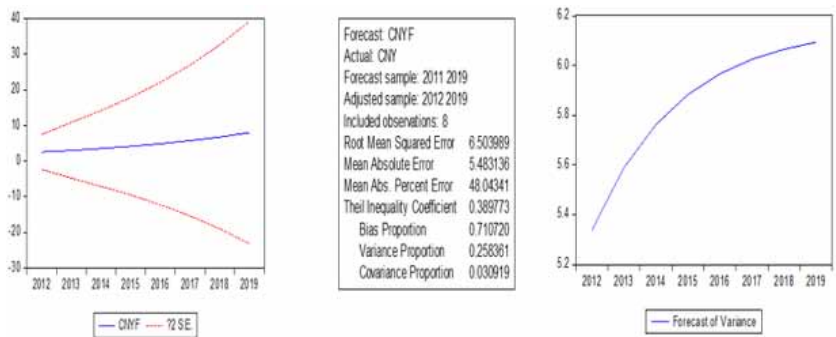 40
30
20
10
0
-10
-20
-30
2012 2013 2014 2015 2016 2017 2018 2019
CNYF ?2 S.E.
Forecast: CNYF
Actual: CNY
Forecast sample: 2011 2019
Adjusted sample: 2012 2019
Included observations: 8
Root Mean Squared Error 6.503989
Mean Absolute Error 5.483136
Mean Abs. Percent Error 48.04341
Theil Inequality Coefficient 0.389773
Bias Proportion 0.710720
Variance Proportion 0.258361
Covariance Proportion 0.030919
6.2
6.0
5.8
5.6
5.4
5.2
2012 2013 2014 2015 2016 2017 2018 2019
Forecast of Variance